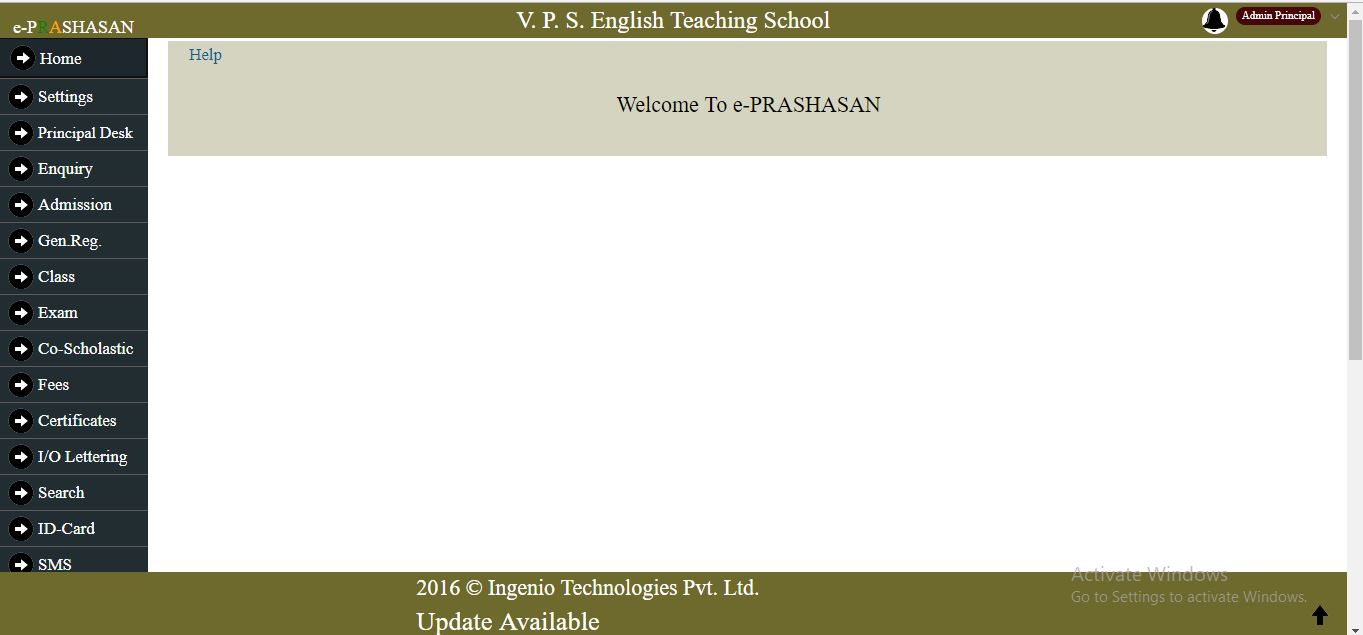 e-PRASHASAN
V. P. S. English Teaching School
Admin Principal
Home
Settings
Principal Desk
Enquiry
Admission
Gen.Reg.
Class
Exam
Co-Scholastic
Fees
Certificates
I/O Lettering
Search
ID-Card
SMS
Help
Welcome To e-PRASHASAN
2016 © Ingenio Technologies Pvt. Ltd.
Update Available
Activate Windows
Go to Settings to activate Windows.